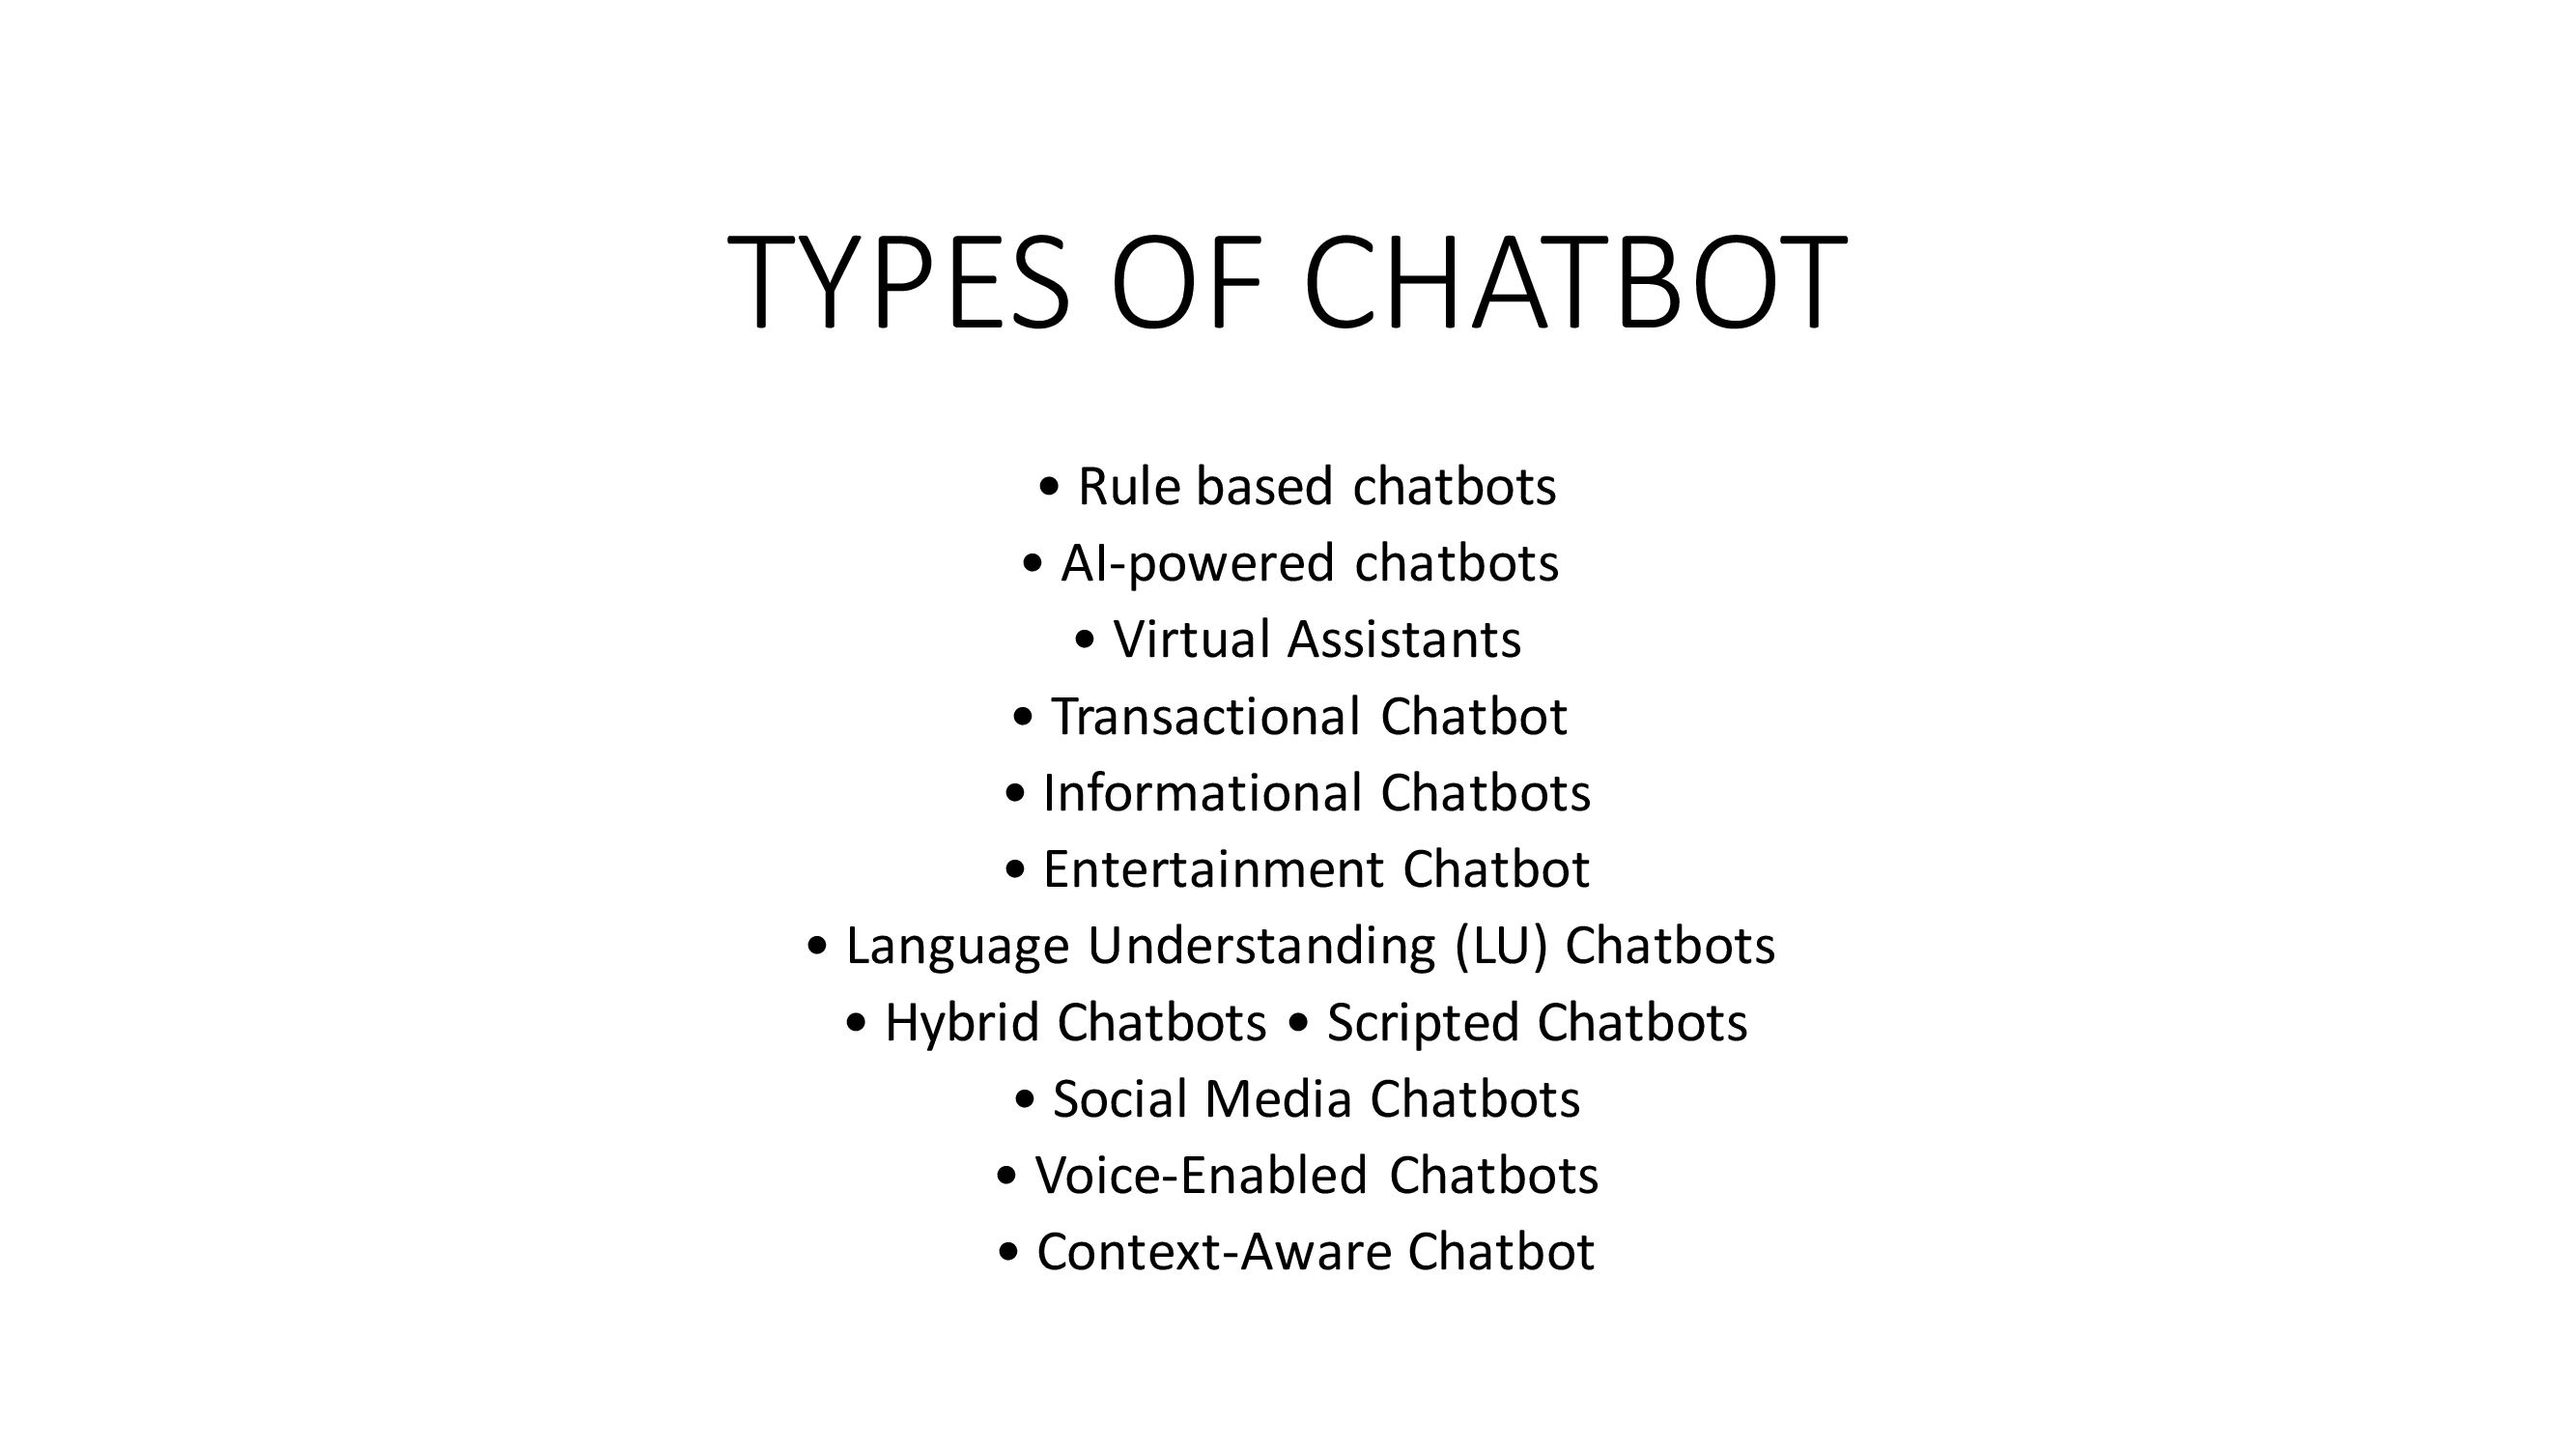 TYPES OF CHATBOT
• Rule based chatbots
• AI-powered chatbots
• Virtual Assistants
• Transactional Chatbot
• Informational Chatbots
• Entertainment Chatbot
• Language Understanding (LU) Chatbots
• Hybrid Chatbots • Scripted Chatbots
• Social Media Chatbots
• Voice-Enabled Chatbots
• Context-Aware Chatbot